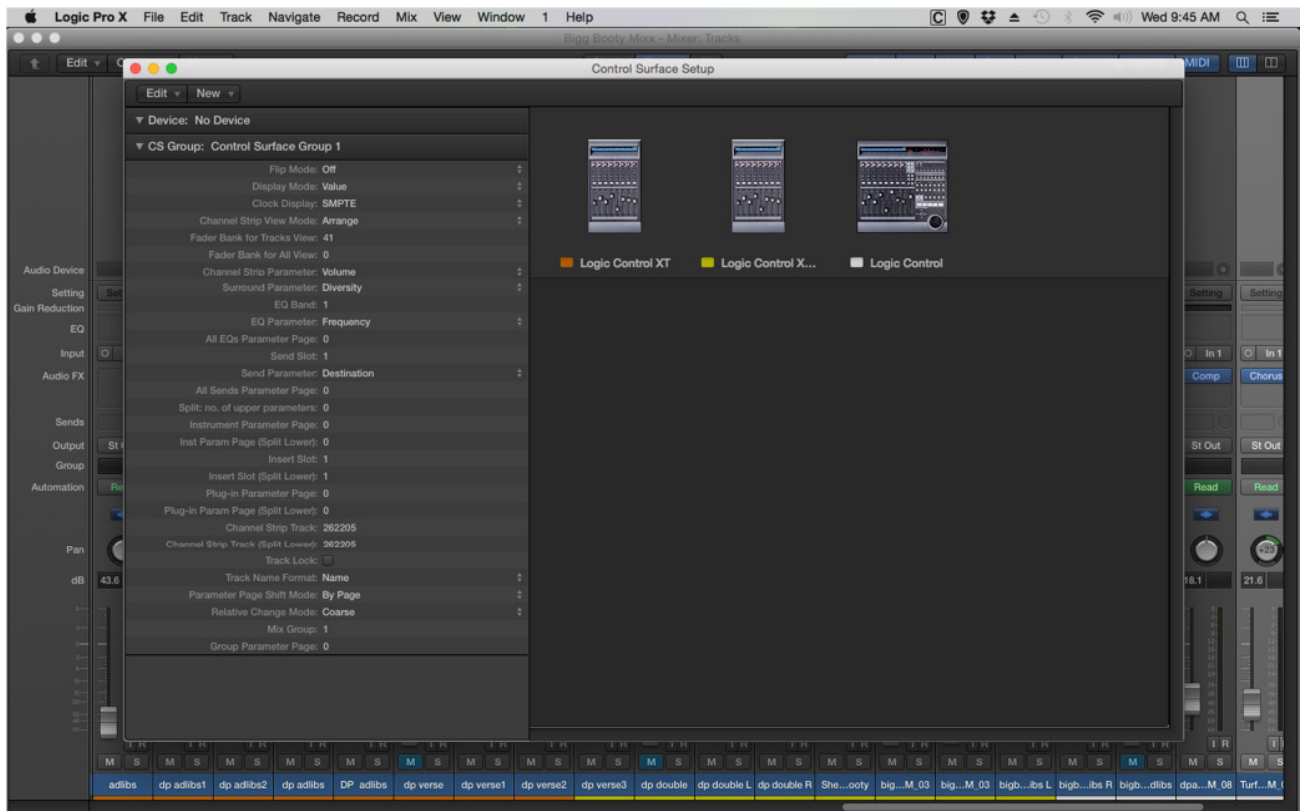 Logic Pro X File Edit Track Navigate Record Mix View Window 1 Help Wed 9:45 AM
Bigg Booty Mixx - Mixer: Tracks
Edit MIDI
Control Surface Setup
Edit New
Device: No Device
CS Group: Control Surface Group 1
Flip Mode: Off
Display Mode: Value
Clock Display: SMPTE
Channel Strip View Mode: Arrange
Fader Bank for Tracks View: 41
Fader Bank for All View: 0
Channel Strip Parameter: Volume
Surround Parameter: Diversity
EQ Band: 1
EQ Parameter: Frequency
All EQs Parameter Page: 0
Send Slot: 1
Send Parameter: Destination
All Sends Parameter Page: 0
Split: no. of upper parameters: 0
Instrument Parameter Page: 0
Inst Param Page (Split Lower): 0
Insert Slot: 1
Insert Slot (Split Lower): 1
Plug-in Parameter Page: 0
Plug-in Param Page (Split Lower): 0
Channel Strip Track: 262205
Channel Strip Track (Split Lower): 262205
Track Lock:
Track Name Format: Name
Parameter Page Shift Mode: By Page
Relative Change Mode: Coarse
Mix Group: 1
Group Parameter Page: 0
Logic Control XT Logic Control X... Logic Control
Audio Device
Setting Setting Setting
Gain Reduction
EQ
Input In 1 In 1
Audio FX Comp Chorus
Sends
Output St Out St Out
Group
Automation Read Read
Pan +23
dB 43.6 18.1 21.6
I R
M S M S M S M S M S M S M S M S M S M S M S M S M S M S M S M S M S M S M S M S
adlibs dp adlibs1 dp adlibs2 dp adlibs DP adlibs dp verse dp verse1 dp verse2 dp verse3 dp double dp double L dp double R She...ooty big...M_03 big...M_03 bigb...ibs L bigb...ibs R bigb...dlibs dpa...M_08